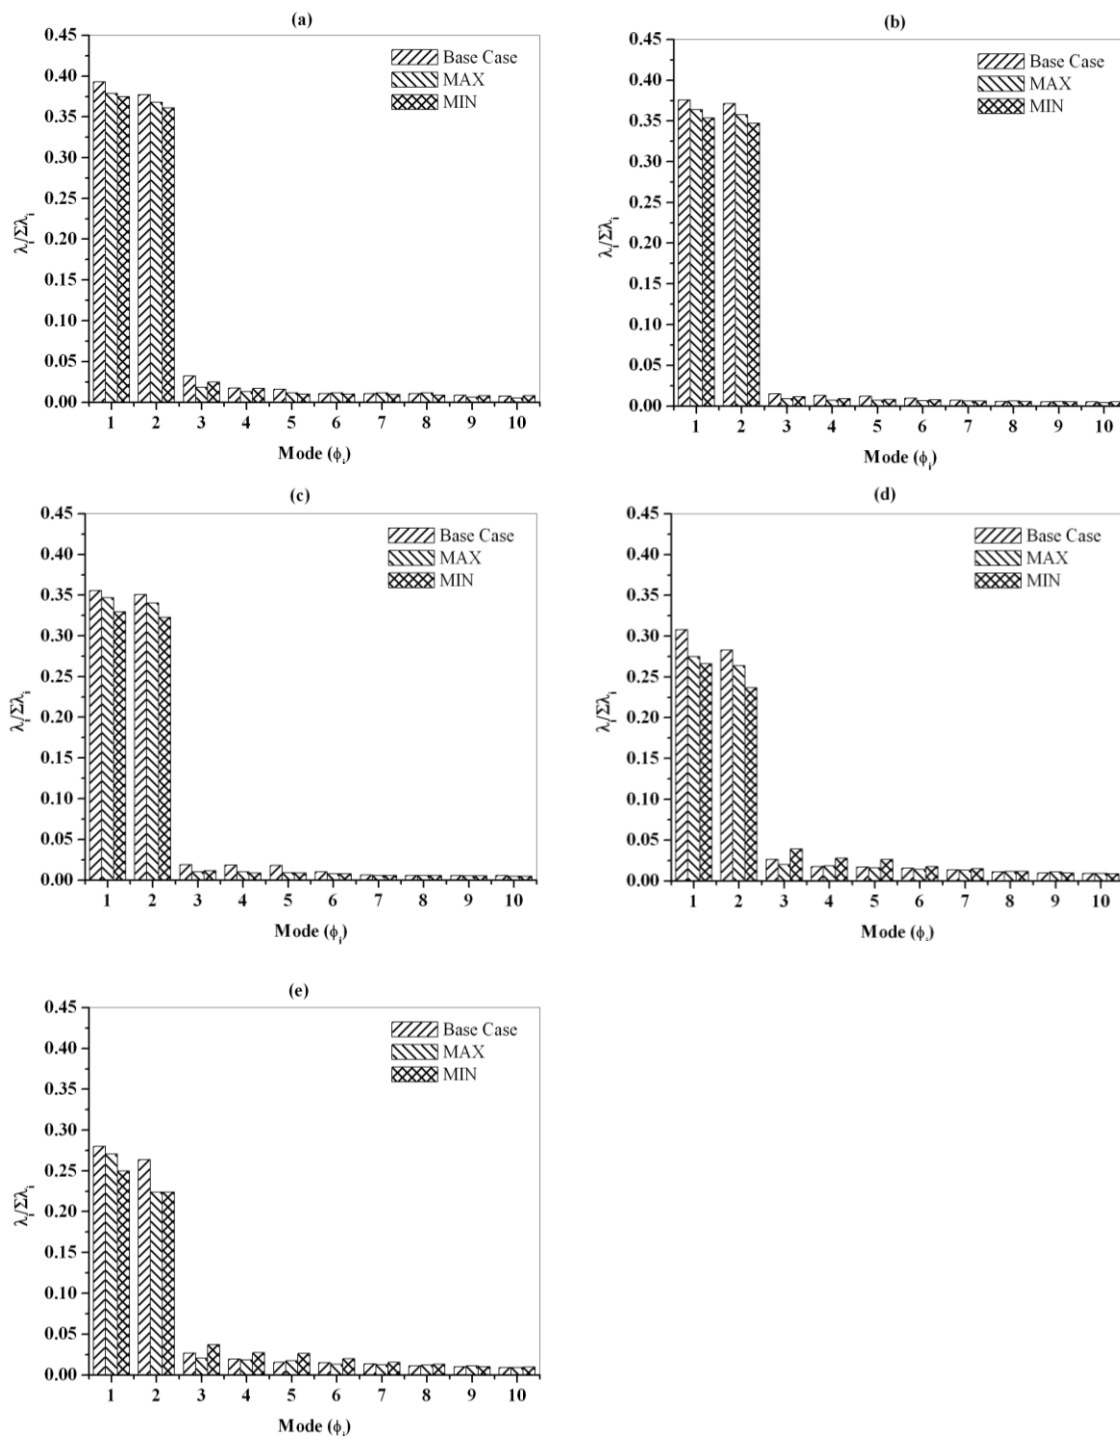 (a)
0.45
0.40
0.35
0.30
0.25
0.20
0.15
0.10
0.05
0.00
λi/Σλi
Base Case
MAX
MIN
1 2 3 4 5 6 7 8 9 10
Mode (ϕi)
(b)
0.45
0.40
0.35
0.30
0.25
0.20
0.15
0.10
0.05
0.00
λi/Σλi
Base Case
MAX
MIN
1 2 3 4 5 6 7 8 9 10
Mode (ϕi)
(c)
0.45
0.40
0.35
0.30
0.25
0.20
0.15
0.10
0.05
0.00
λi/Σλi
Base Case
MAX
MIN
1 2 3 4 5 6 7 8 9 10
Mode (ϕi)
(d)
0.45
0.40
0.35
0.30
0.25
0.20
0.15
0.10
0.05
0.00
λi/Σλi
Base Case
MAX
MIN
1 2 3 4 5 6 7 8 9 10
Mode (ϕi)
(e)
0.45
0.40
0.35
0.30
0.25
0.20
0.15
0.10
0.05
0.00
λi/Σλi
Base Case
MAX
MIN
1 2 3 4 5 6 7 8 9 10
Mode (ϕi)